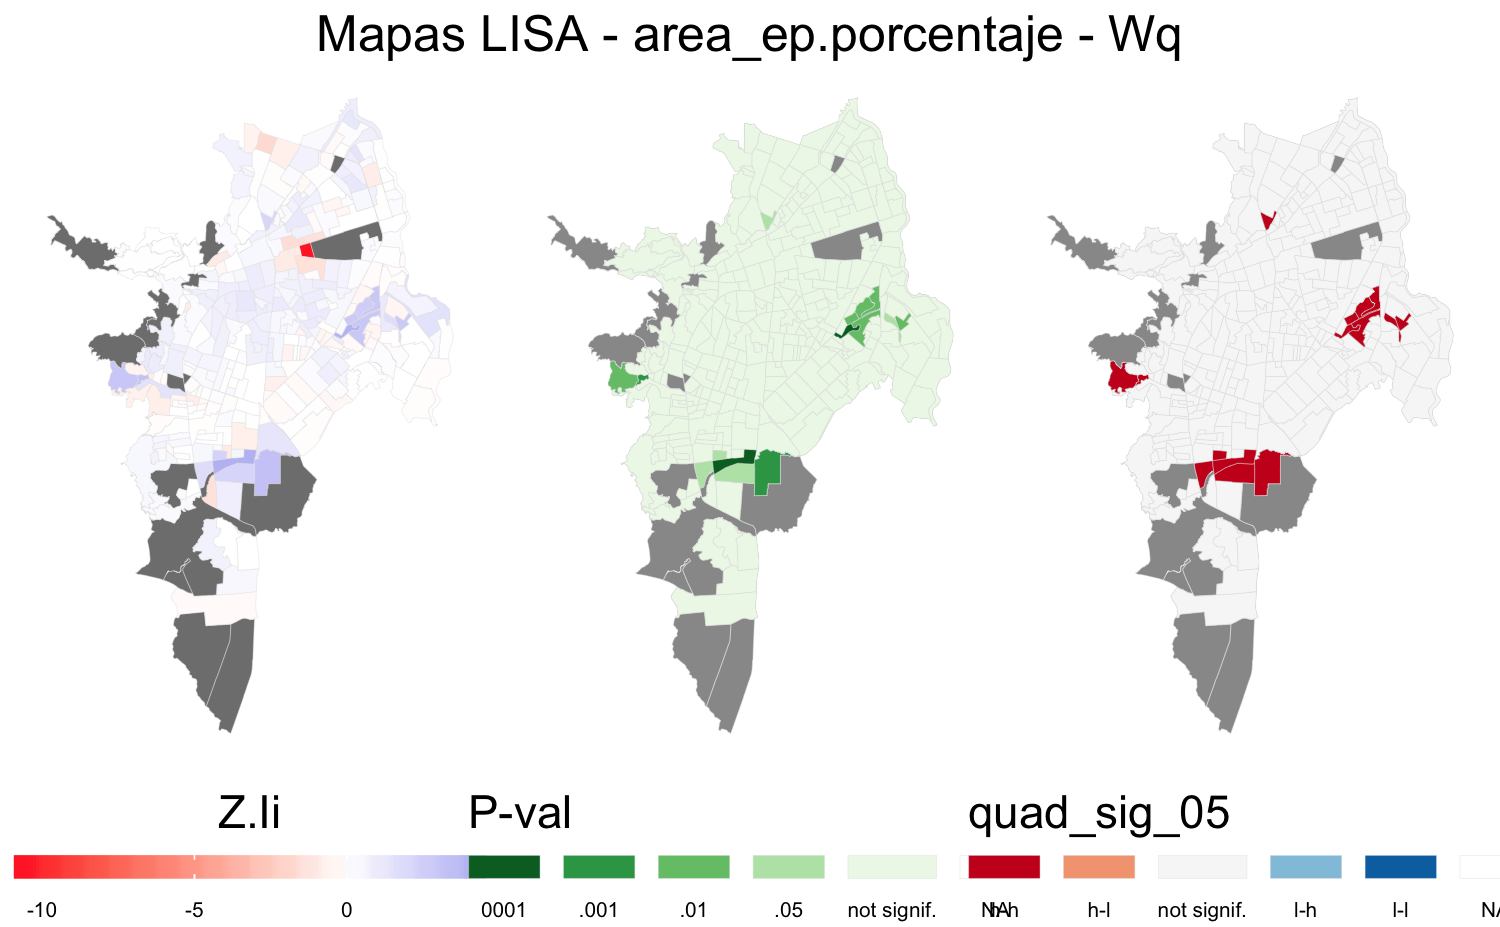 Mapas LISA - area_ep.porcentaje - Wq
Z.Ii
P-val
quad_sig_05
-10 -5 0 0001 .001 .01 .05 not signif. NA h-h h-l not signif. l-h l-l NA